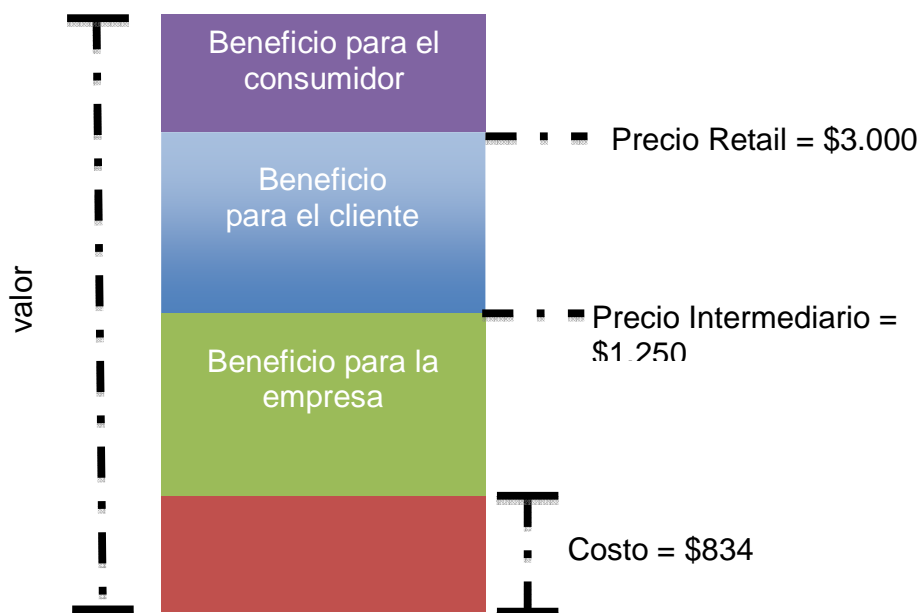 Beneficio para el
consumidor
Precio Retail = $3.000
Beneficio
para el cliente
valor
Precio Intermediario =
$1.250
Beneficio para la
empresa
Costo = $834